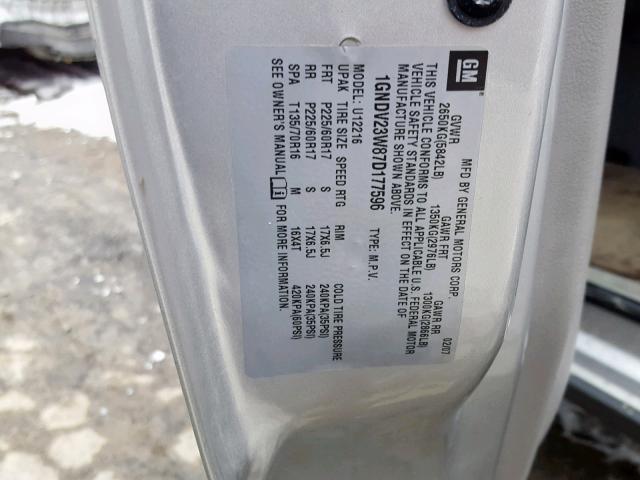 GM
MFD BY GENERAL MOTORS CORP. 02/07
GVWR GAWR FRT GAWR RR
2650KG(5842LB) 1350KG(2976LB) 1300KG(2866LB)
THIS VEHICLE CONFORMS TO ALL APPLICABLE U.S. FEDERAL MOTOR
VEHICLE SAFETY STANDARDS IN EFFECT ON THE DATE OF
MANUFACTURE SHOWN ABOVE.
1GNDV23W87D177596 TYPE: M.P.V.
MODEL: U12216
UPAK TIRE SIZE SPEED RTG RIM COLD TIRE PRESSURE
FRT P225/60R17 S 17X6.5J 240KPA(35PSI)
RR P225/60R17 S 17X6.5J 240KPA(35PSI)
SPA T135/70R16 M 16X4T 420KPA(60PSI)
SEE OWNER'S MANUAL FOR MORE INFORMATION.